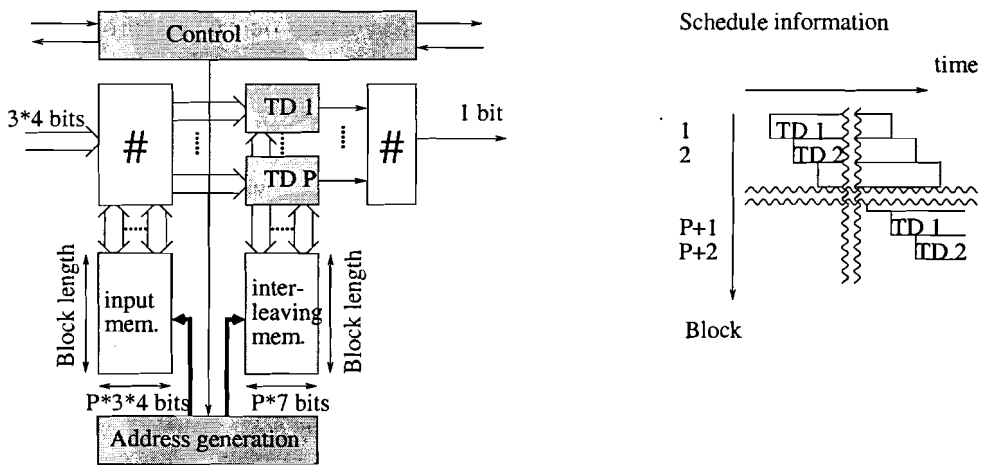 Control
3*4 bits
#
TD 1
TD P
#
1 bit
Block length
input
mem.
inter-
leaving
mem.
Block length
P*3*4 bits
P*7 bits
Address generation
Schedule information
time
1
TD 1
2
TD 2
P+1
TD 1
P+2
TD 2
Block